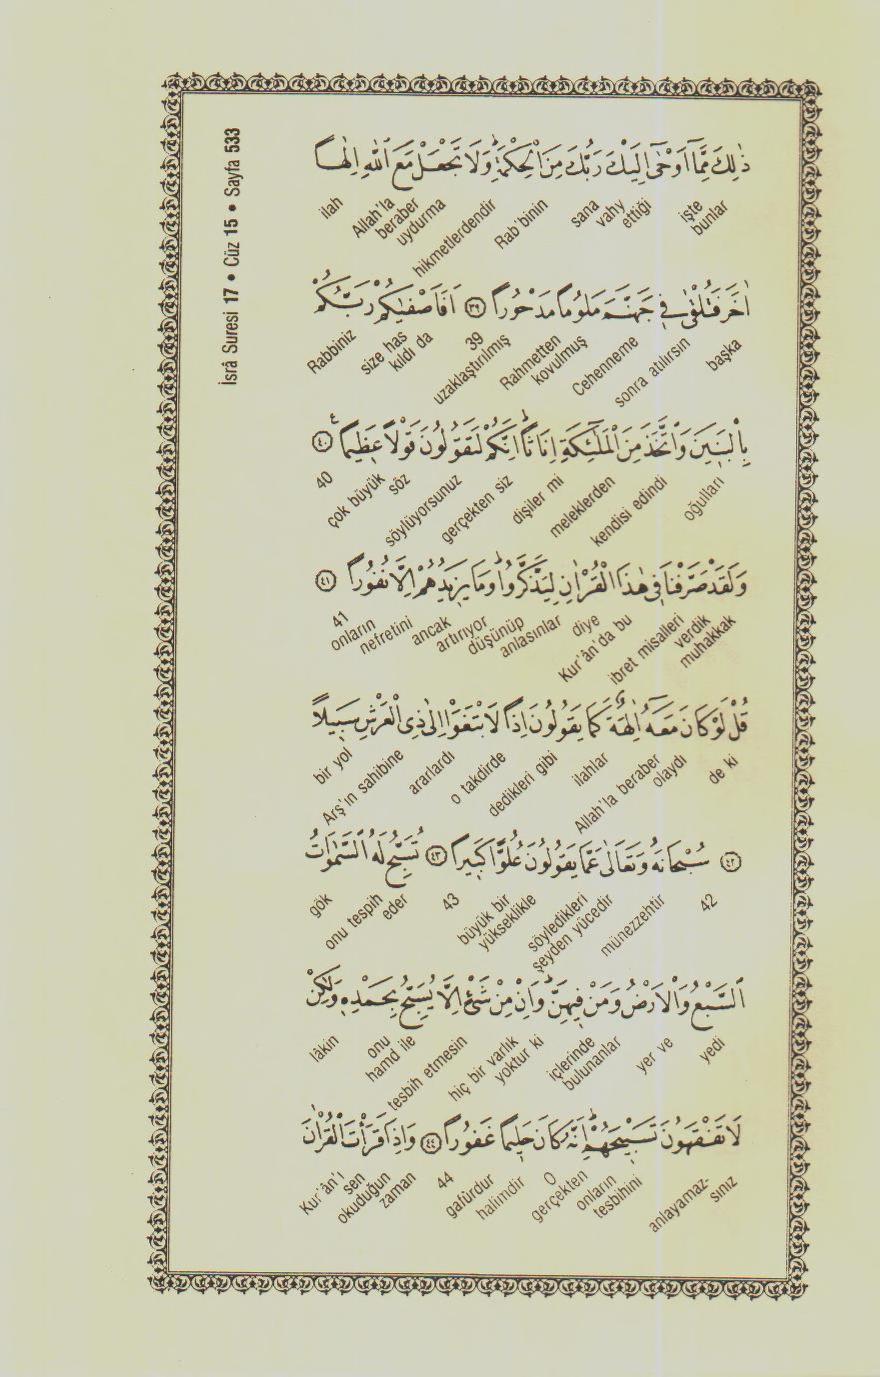 İsrâ Suresi 17 • Cüz 15 • Sayfa 533
ذٰلِكَ مِمَّٓا اَوْحٰٓى اِلَيْكَ رَبُّكَ مِنَ الْحِكْمَةِۜ وَلَا تَجْعَلْ مَعَ اللّٰهِ اِلٰهًا
işte bunlar
vahy ettiği
sana
Rab'binin
hikmetlerdendir
uydurma
Allah'la beraber
ilah
اٰخَرَ فَتُلْقٰى ف۪ي جَهَنَّمَ مَلُومًا مَدْحُورًا ﴿٣٩﴾ اَفَاَصْفٰيكُمْ رَبُّكُمْ
başka
sonra atılırsın
Cehenneme
kovulmuş
Rahmetten
uzaklaştırılmış
39
size has kıldı da
Rabbiniz
بِالْبَن۪ينَ وَاتَّخَذَ مِنَ الْمَلٰٓئِكَةِ اِنَاثًاۜ اِنَّكُمْ لَتَقُولُونَ قَوْلًا عَظ۪يمًا۟ ﴿٤٠﴾
oğulları
kendisi edindi
meleklerden
dişiler mi
gerçekten siz
söylüyorsunuz
söz
çok büyük
40
وَلَقَدْ صَرَّفْنَا ف۪ي هٰذَا الْقُرْاٰنِ لِيَذَّكَّرُواۜ وَمَا يَز۪يدُهُمْ اِلَّا نُفُورًا ﴿٤١﴾
muhakkak
verdik
ibret misalleri
Kur'ân'da bu
diye
anlasınlar
düşünüp
artırıyor
ancak
nefretini
onların
41
قُلْ لَوْ كَانَ مَعَهُٓ اٰلِهَةٌ كَمَا يَقُولُونَ اِذًا لَابْتَغَوْا اِلٰى ذِي الْعَرْشِ سَب۪يلًا
de ki
olaydı
Allah'la beraber
ilahlar
dedikleri gibi
o takdirde
ararlardı
Arş'ın sahibine
bir yol
﴿٤٢﴾ سُبْحَانَهُ وَتَعَالٰى عَمَّا يَقُولُونَ عُلُوًّا كَب۪يرًا ﴿٤٣﴾ تُسَبِّحُ لَهُ السَّمٰوَاتُ
42
münezzehtir
şeyden yücedir
söyledikleri
yükseklikle
büyük bir
43
onu tespih eder
gök
السَّبْعُ وَالْاَرْضُ وَمَنْ ف۪يهِنَّۜ وَاِنْ مِنْ شَيْءٍ اِلَّا يُسَبِّحُ بِحَمْدِه۪ وَلٰكِنْ
yedi
yer ve
içlerinde bulunanlar
yoktur ki
hiç bir varlık
tesbih etmesin
onu hamd ile
lâkin
لَا تَفْقَهُونَ تَسْب۪يحَهُمْۜ اِنَّهُ كَانَ حَل۪يمًا غَفُورًا ﴿٤٤﴾ وَاِذَا قَرَأْتَ الْقُرْاٰنَ
anlayamaz-
sınız
onların tesbihini
O gerçekten
halimdir
gafûrdur
44
zaman
okuduğun
sen
Kur'ân'ı